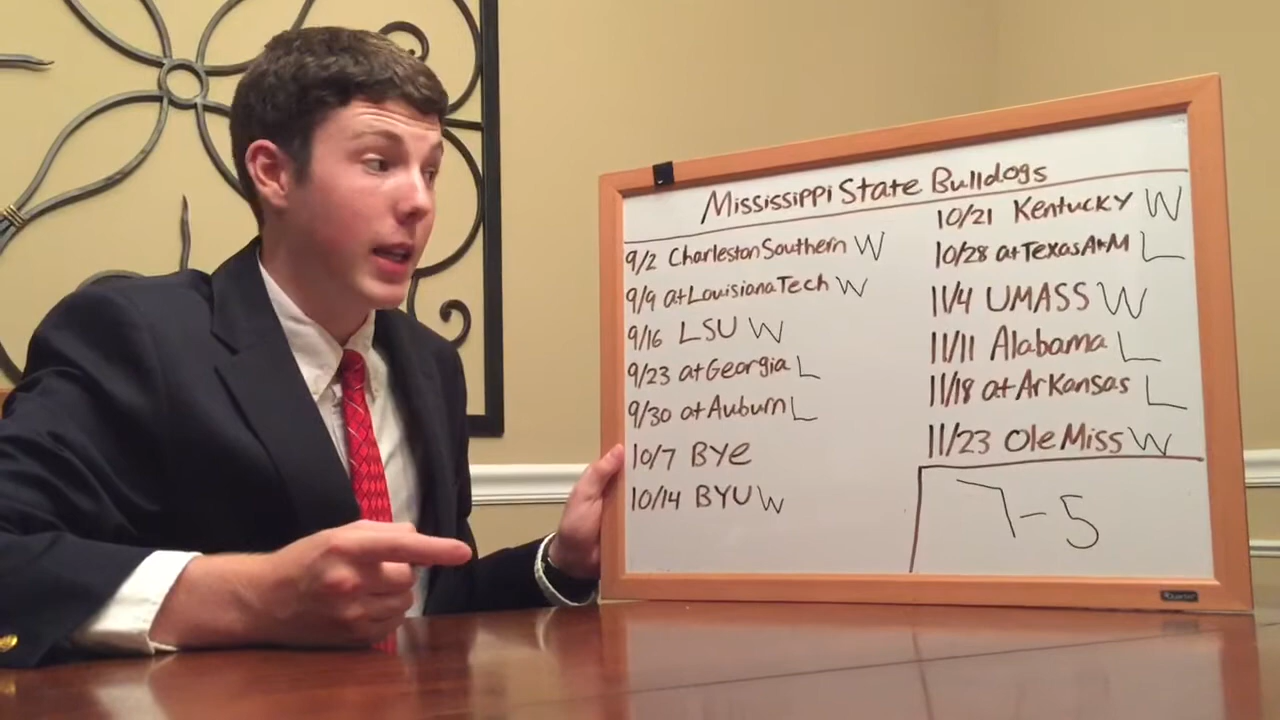 Mississippi State Bulldogs
9/2 Charleston Southern W
9/9 at Louisiana Tech W
9/16 LSU W
9/23 at Georgia L
9/30 at Auburn L
10/7 BYe
10/14 BYU W
10/21 Kentucky W
10/28 at Texas A+M L
11/4 UMASS W
11/11 Alabama L
11/18 at Arkansas L
11/23 Ole Miss W
7-5